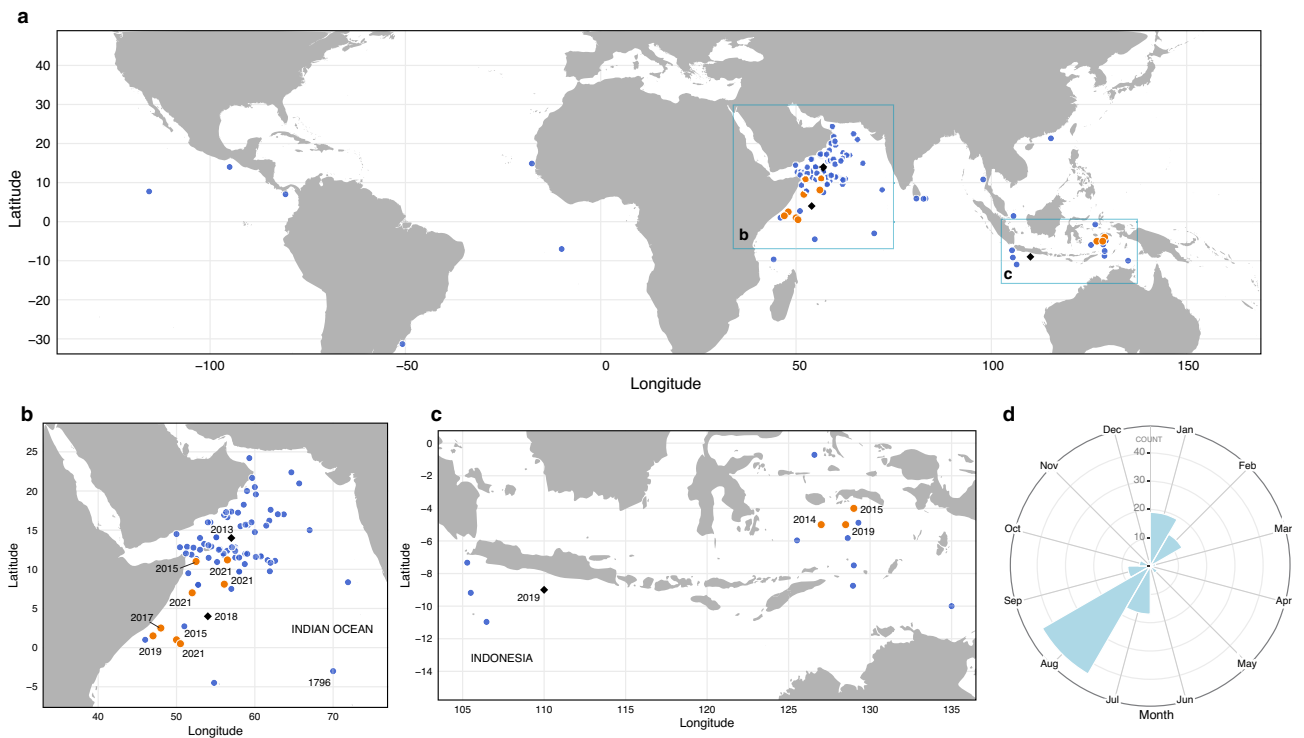 a
40
30
20
10
0
−10
−20
−30
Latitude
b
c
−100
−50
0
50
100
150
Longitude
b
25
20
15
10
5
0
−5
Latitude
2013
2015
2021
2021
2021
2018
2017
2015
2019
2021
INDIAN OCEAN
1796
40
50
60
70
Longitude
c
0
−2
−4
−6
−8
−10
−12
−14
Latitude
2015
2014
2019
2019
INDONESIA
105
110
115
120
125
130
135
Longitude
d
Dec
Jan
COUNT
40
30
20
10
Nov
Feb
Oct
Mar
Sep
Apr
Aug
May
Jul
Jun
Month